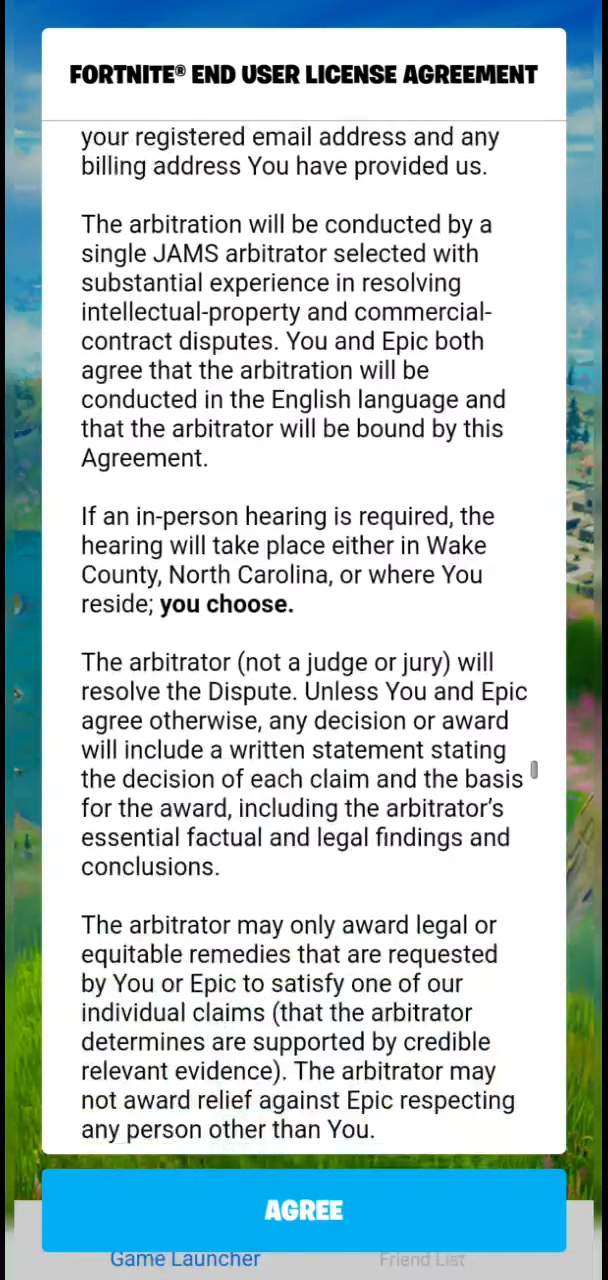 FORTNITE® END USER LICENSE AGREEMENT
your registered email address and any
billing address You have provided us.
The arbitration will be conducted by a
single JAMS arbitrator selected with
substantial experience in resolving
intellectual-property and commercial-
contract disputes. You and Epic both
agree that the arbitration will be
conducted in the English language and
that the arbitrator will be bound by this
Agreement.
If an in-person hearing is required, the
hearing will take place either in Wake
County, North Carolina, or where You
reside; you choose.
The arbitrator (not a judge or jury) will
resolve the Dispute. Unless You and Epic
agree otherwise, any decision or award
will include a written statement stating
the decision of each claim and the basis
for the award, including the arbitrator’s
essential factual and legal findings and
conclusions.
The arbitrator may only award legal or
equitable remedies that are requested
by You or Epic to satisfy one of our
individual claims (that the arbitrator
determines are supported by credible
relevant evidence). The arbitrator may
not award relief against Epic respecting
any person other than You.
AGREE
Game Launcher Friend List